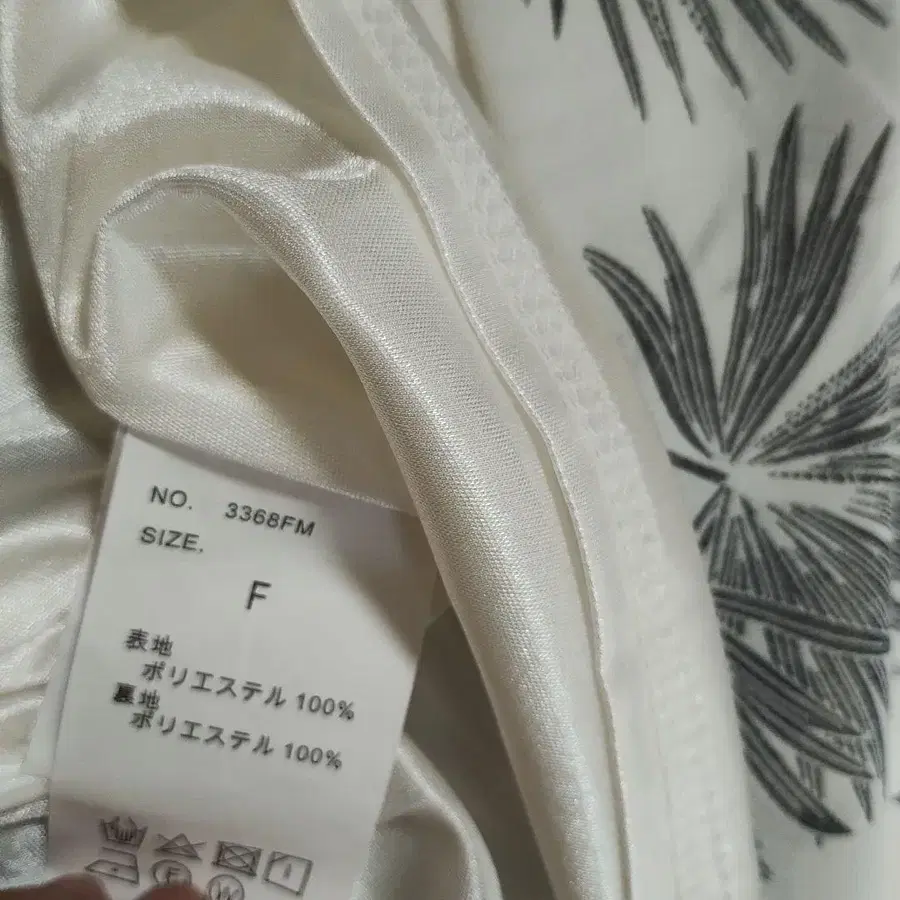 NO. 3368FM
SIZE.
F
表地
ポリエステル 100%
裏地
ポリエステル 100%